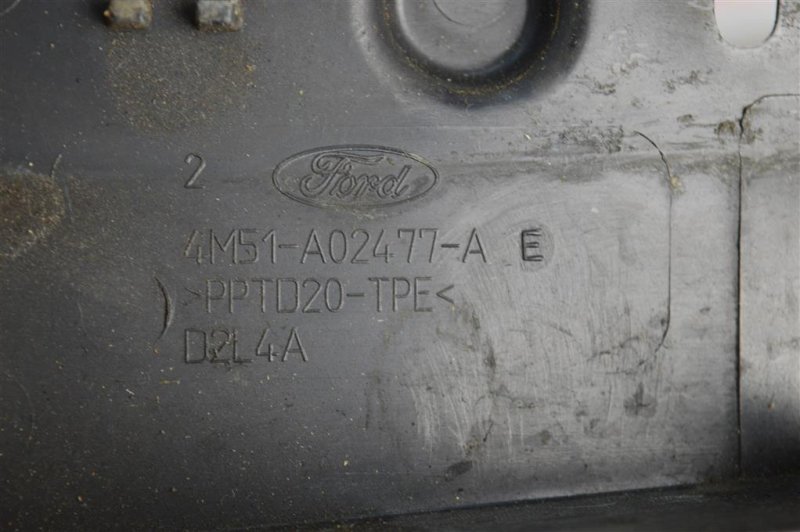 2 Ford
4M51-A02477-A E
>PPTD20-TPE<
D2L4A